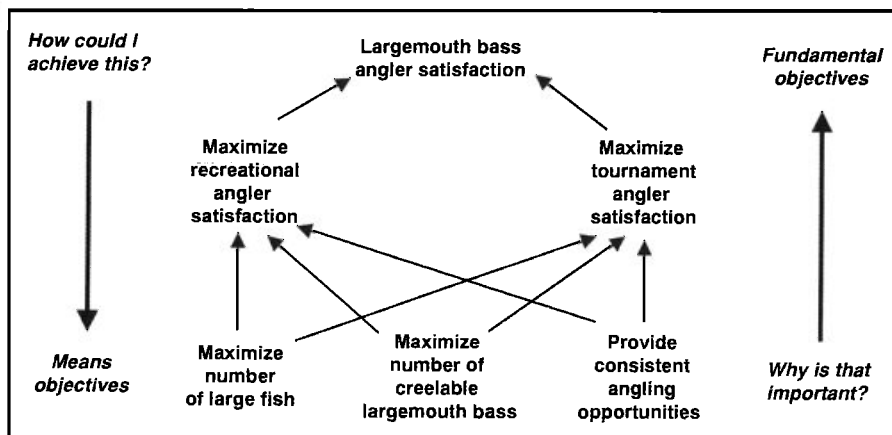 How could I
achieve this?
Largemouth bass
angler satisfaction
Fundamental
objectives
Maximize
recreational
angler
satisfaction
Maximize
tournament
angler
satisfaction
Means
objectives
Maximize
number
of large fish
Maximize
number of
creelable
largemouth bass
Provide
consistent
angling
opportunities
Why is that
important?